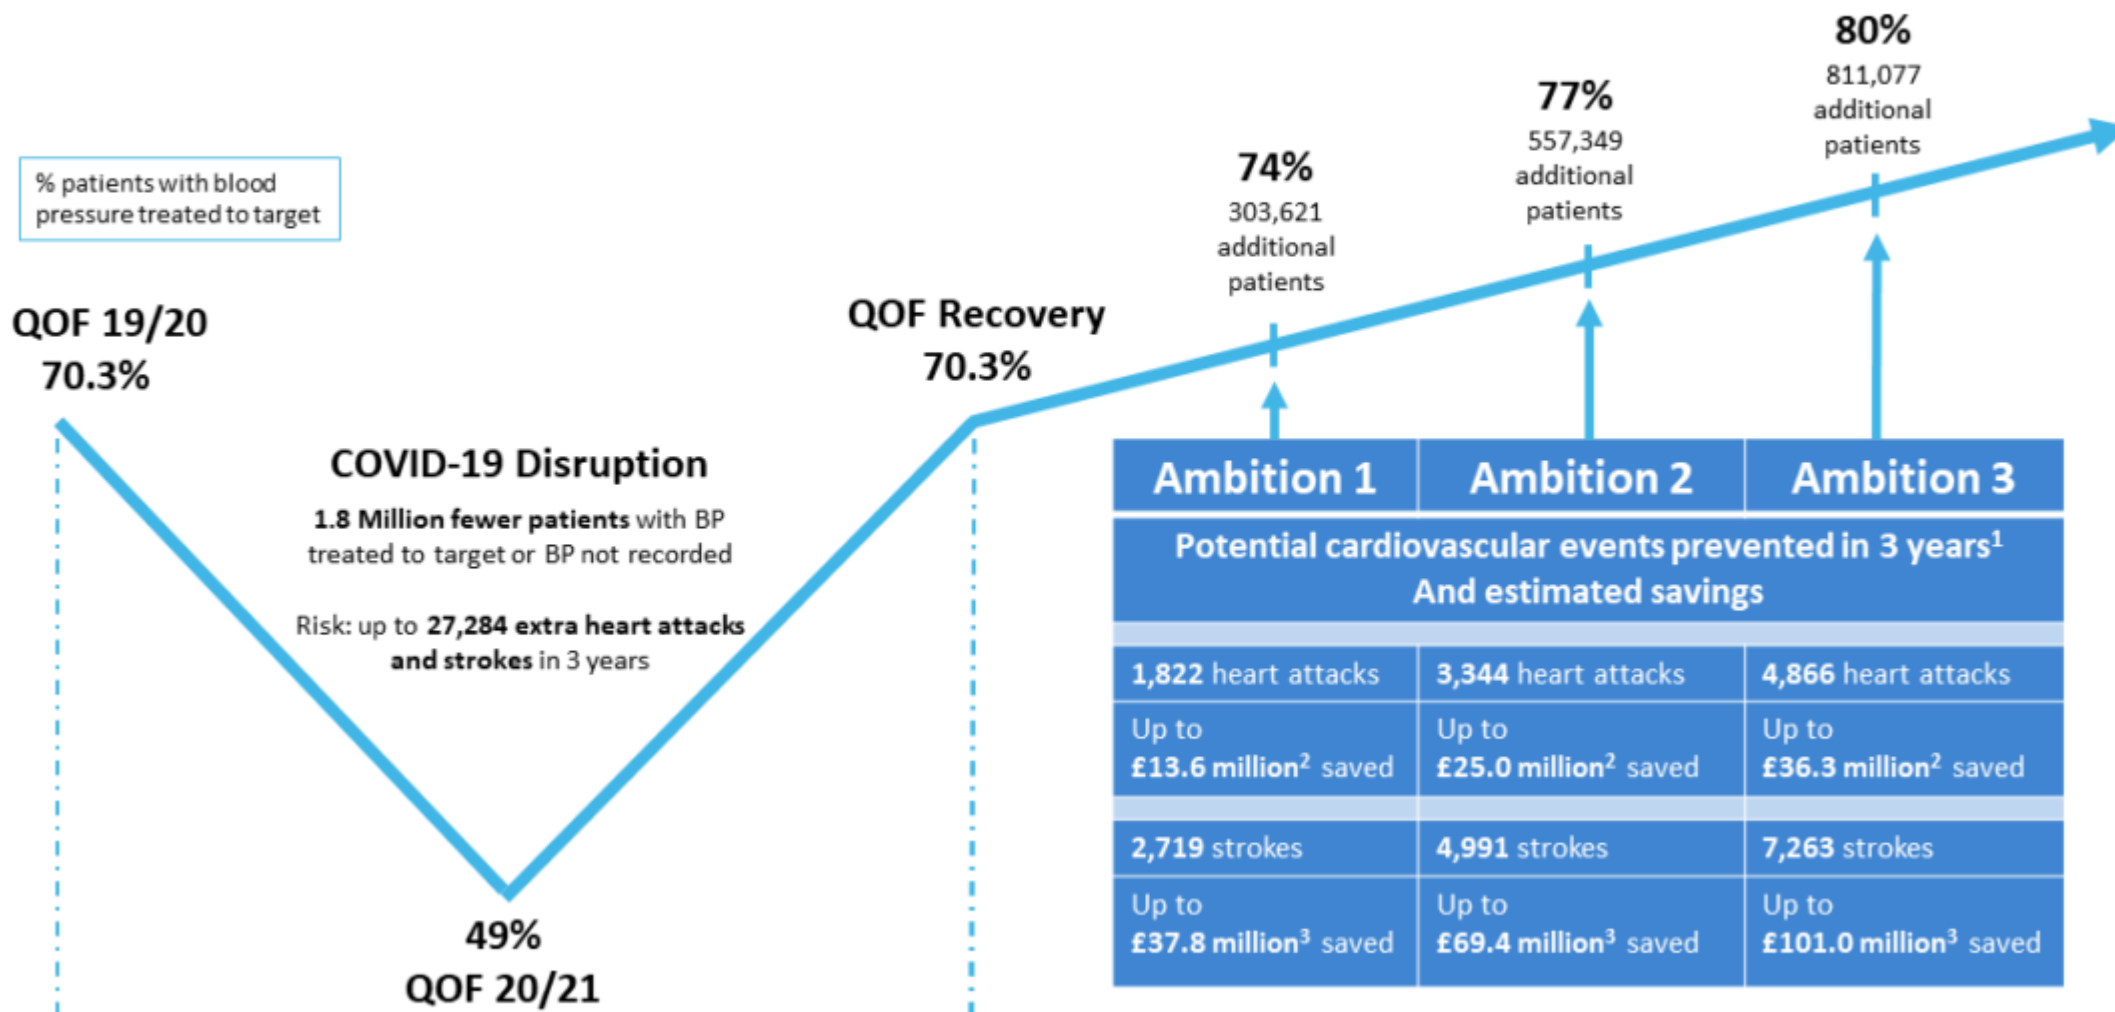 % patients with blood
pressure treated to target
QOF 19/20
70.3%
COVID-19 Disruption
1.8 Million fewer patients with BP
treated to target or BP not recorded
Risk: up to 27,284 extra heart attacks
and strokes in 3 years
49%
QOF 20/21
QOF Recovery
70.3%
74%
303,621
additional
patients
77%
557,349
additional
patients
80%
811,077
additional
patients
Ambition 1 Ambition 2 Ambition 3
Potential cardiovascular events prevented in 3 years¹
And estimated savings
1,822 heart attacks 3,344 heart attacks 4,866 heart attacks
Up to Up to Up to
£13.6 million² saved £25.0 million² saved £36.3 million² saved
2,719 strokes 4,991 strokes 7,263 strokes
Up to Up to Up to
£37.8 million³ saved £69.4 million³ saved £101.0 million³ saved